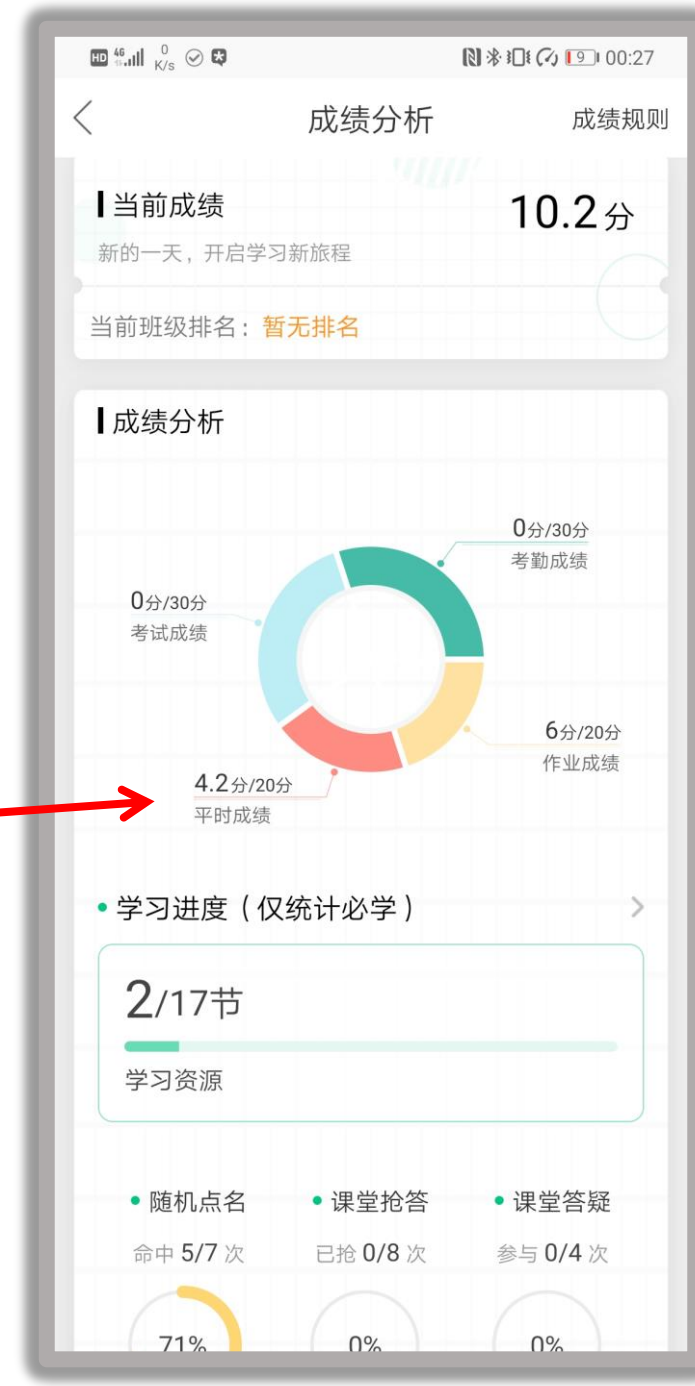 HD 46 0 K/s 9 00:27
成绩分析 成绩规则
当前成绩 10.2分
新的一天，开启学习新旅程
当前班级排名：暂无排名
成绩分析
0分/30分
考勤成绩
0分/30分
考试成绩
6分/20分
作业成绩
4.2分/20分
平时成绩
学习进度（仅统计必学）
2/17节
学习资源
随机点名 课堂抢答 课堂答疑
命中 5/7 次 已抢 0/8 次 参与 0/4 次
71% 0% 0%